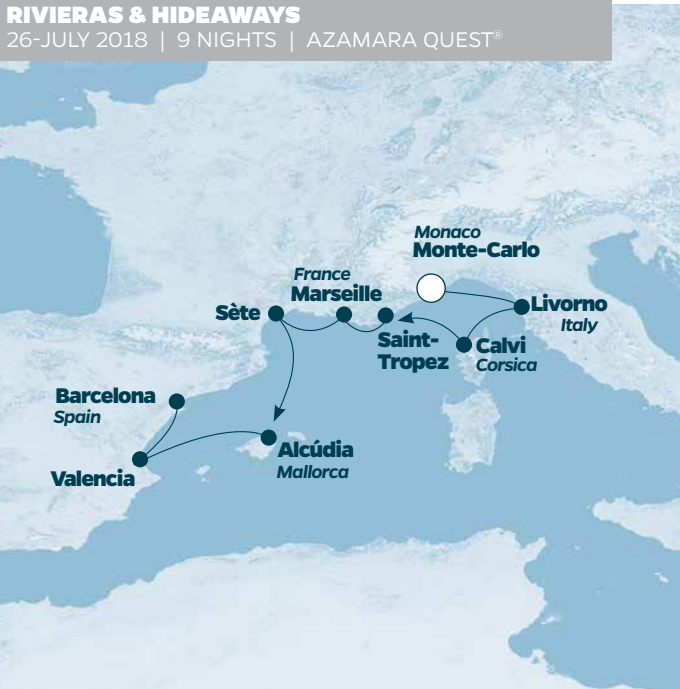 RIVIERAS & HIDEAWAYS
26-JULY 2018 | 9 NIGHTS | AZAMARA QUEST®
Monaco
Monte-Carlo
France
Marseille
Sète
Livorno
Italy
Saint-
Tropez
Calvi
Corsica
Barcelona
Spain
Alcúdia
Mallorca
Valencia